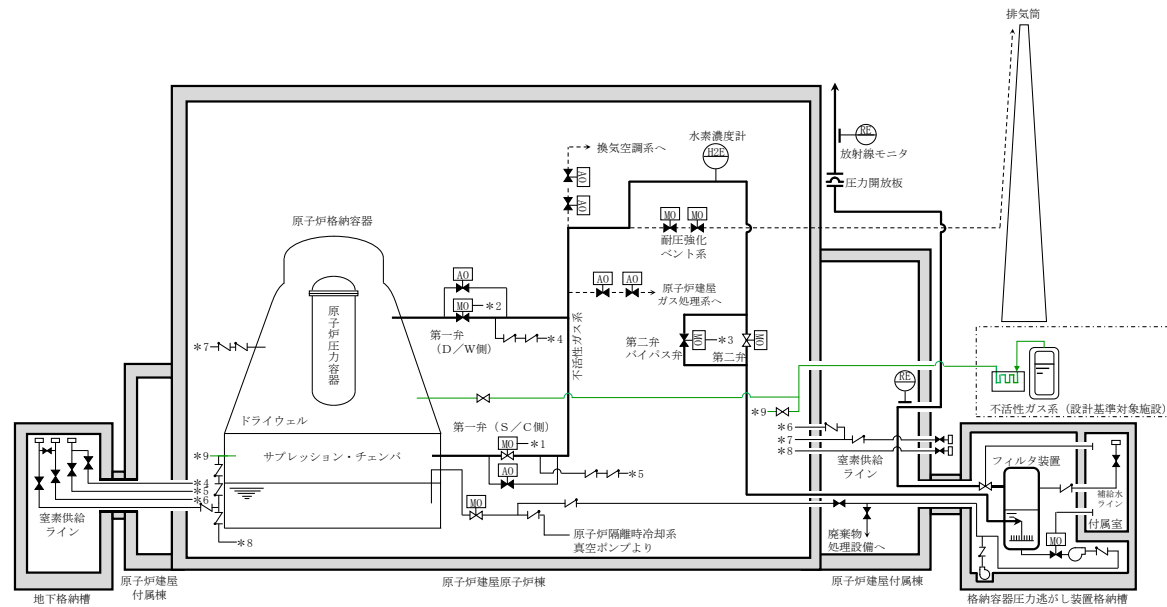 排気筒
RE
放射線モニタ
圧力開放板
水素濃度計
H2E
換気空調系へ
AO
AO
原子炉格納容器
MO
MO
耐圧強化
ベント系
AO
AO
AO
原子炉建屋
ガス処理系へ
MO
*2
原子炉圧力容器
*4
第一弁
(D/W側)
不活性ガス系
第二弁
バイパス弁
MO
*3
第二弁
MO
*7
RE
不活性ガス系(設計基準対象施設)
ドライウェル
*9
第一弁(S/C側)
MO
*1
*6
*7
*8
*9
サプレッション・チェンバ
AO
*5
窒素供給
ライン
フィルタ装置
*4
*5
*6
MO
補給水
ライン
付属室
窒素供給
ライン
*8
原子炉隔離時冷却系
真空ポンプより
廃棄物
処理設備へ
MO
原子炉建屋
付属棟
原子炉建屋原子炉棟
原子炉建屋付属棟
地下格納槽
格納容器圧力逃がし装置格納槽